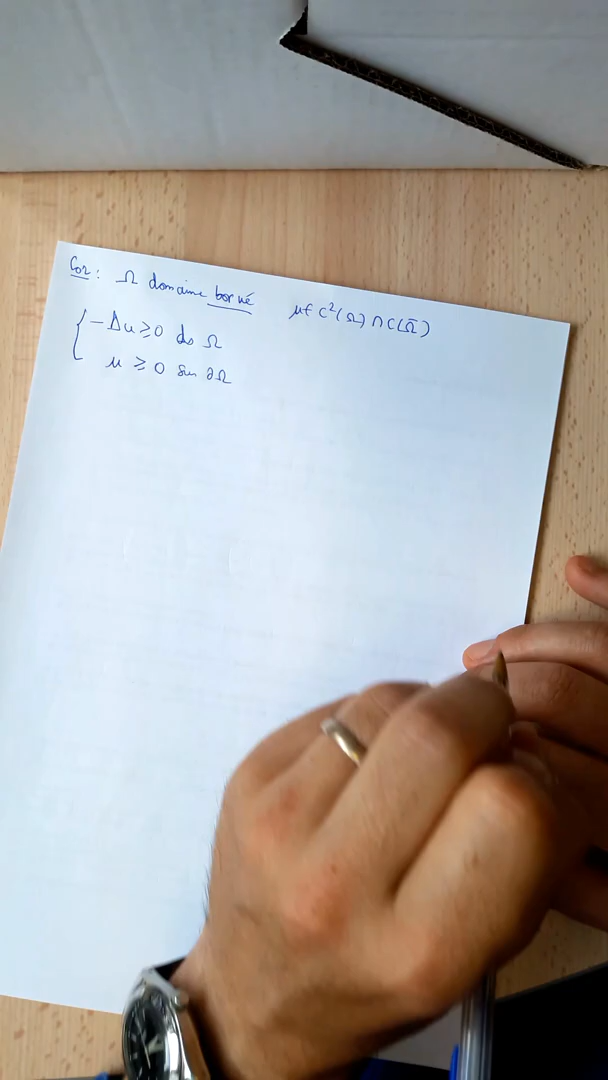 Cor : Ω domaine borné u ∈ C²(Ω) ∩ C(Ω̄)
{ -Δu ≥ 0 ds Ω
u ≥ 0 sur ∂Ω